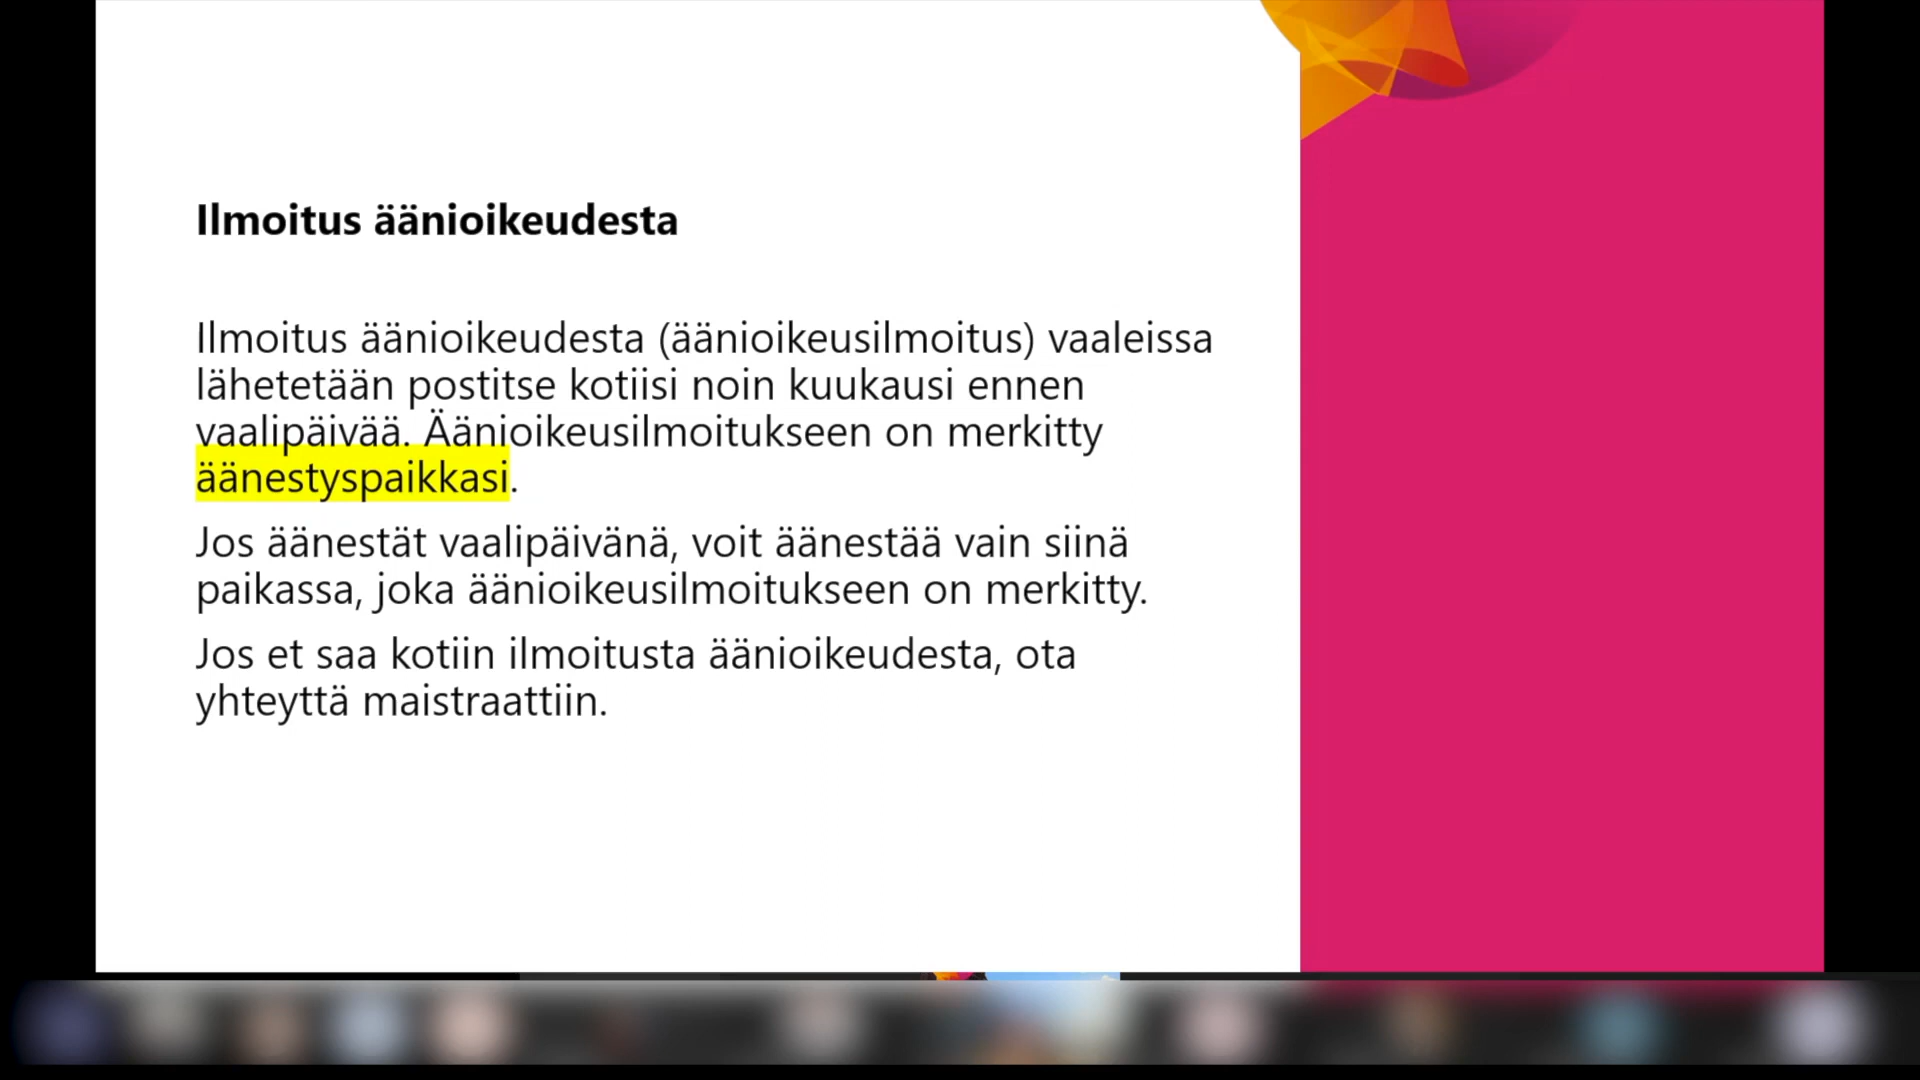 Ilmoitus äänioikeudesta
Ilmoitus äänioikeudesta (äänioikeusilmoitus) vaaleissa
lähetetään postitse kotiisi noin kuukausi ennen
vaalipäivää. Äänioikeusilmoitukseen on merkitty
äänestyspaikkasi.
Jos äänestät vaalipäivänä, voit äänestää vain siinä
paikassa, joka äänioikeusilmoitukseen on merkitty.
Jos et saa kotiin ilmoitusta äänioikeudesta, ota
yhteyttä maistraattiin.